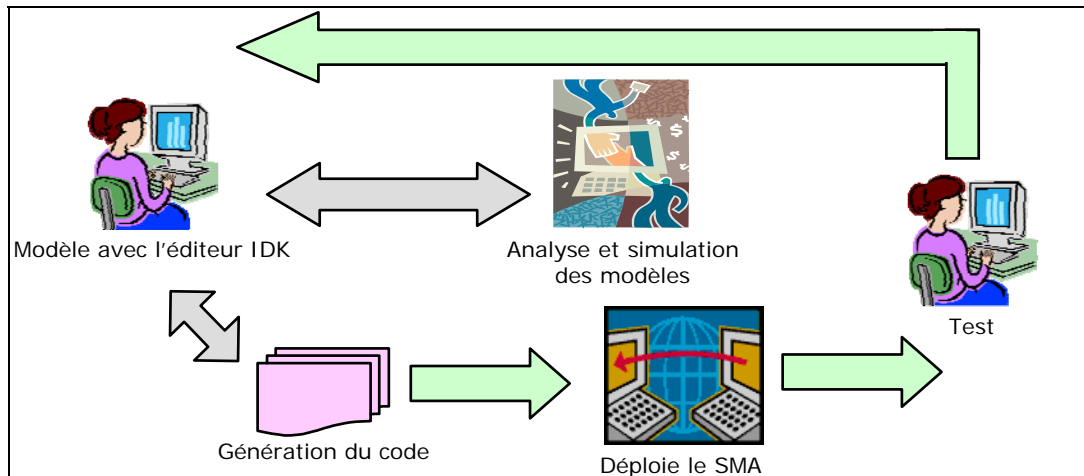 Modèle avec l'éditeur IDK
Analyse et simulation
des modèles
Test
Génération du code
Déploie le SMA